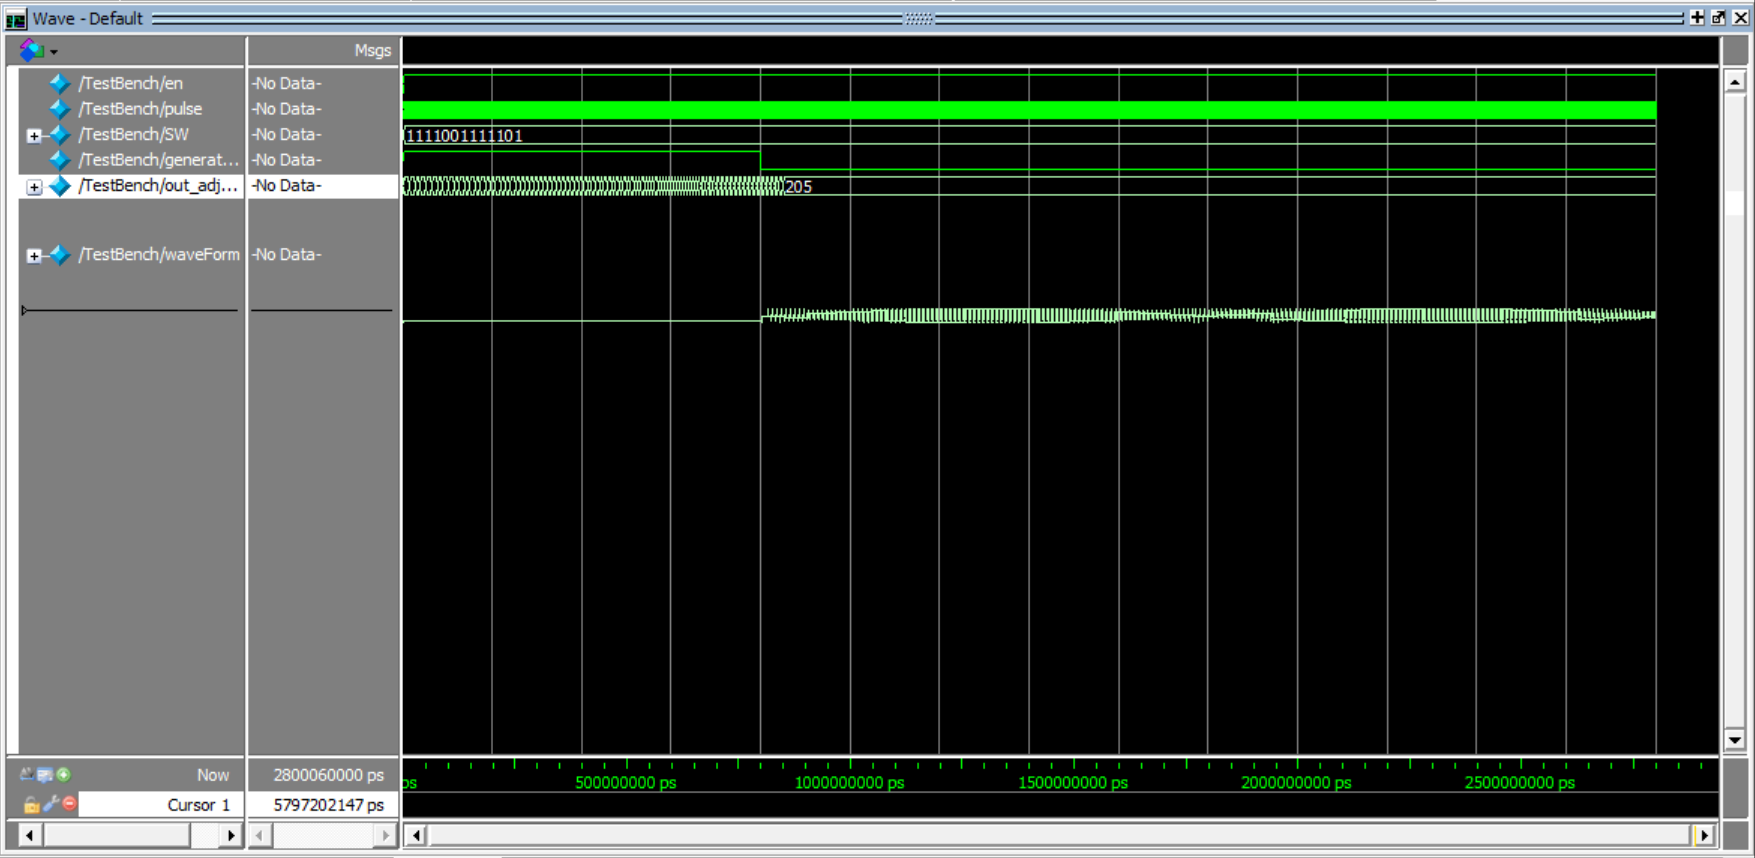 Wave - Default
Msgs
/TestBench/en -No Data-
/TestBench/pulse -No Data-
/TestBench/SW -No Data- 1111001111101
/TestBench/generat... -No Data-
/TestBench/out_adj... -No Data- 205
/TestBench/waveForm -No Data-
Now 2800060000 ps ps 500000000 ps 1000000000 ps 1500000000 ps 2000000000 ps 2500000000 ps
Cursor 1 5797202147 ps